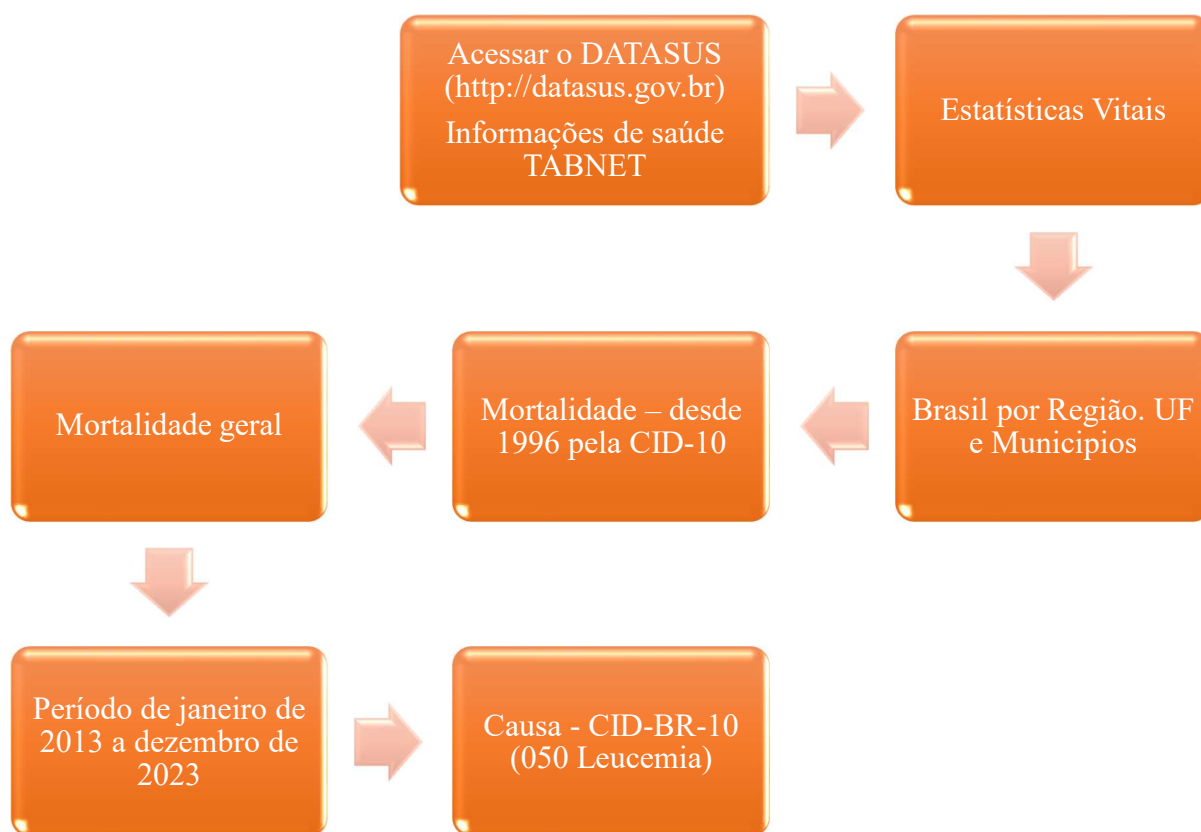 Acessar o DATASUS
(http://datasus.gov.br)
Informações de saúde
TABNET
Estatísticas Vitais
Brasil por Região. UF
e Municipios
Mortalidade – desde
1996 pela CID-10
Mortalidade geral
Período de janeiro de
2013 a dezembro de
2023
Causa - CID-BR-10
(050 Leucemia)